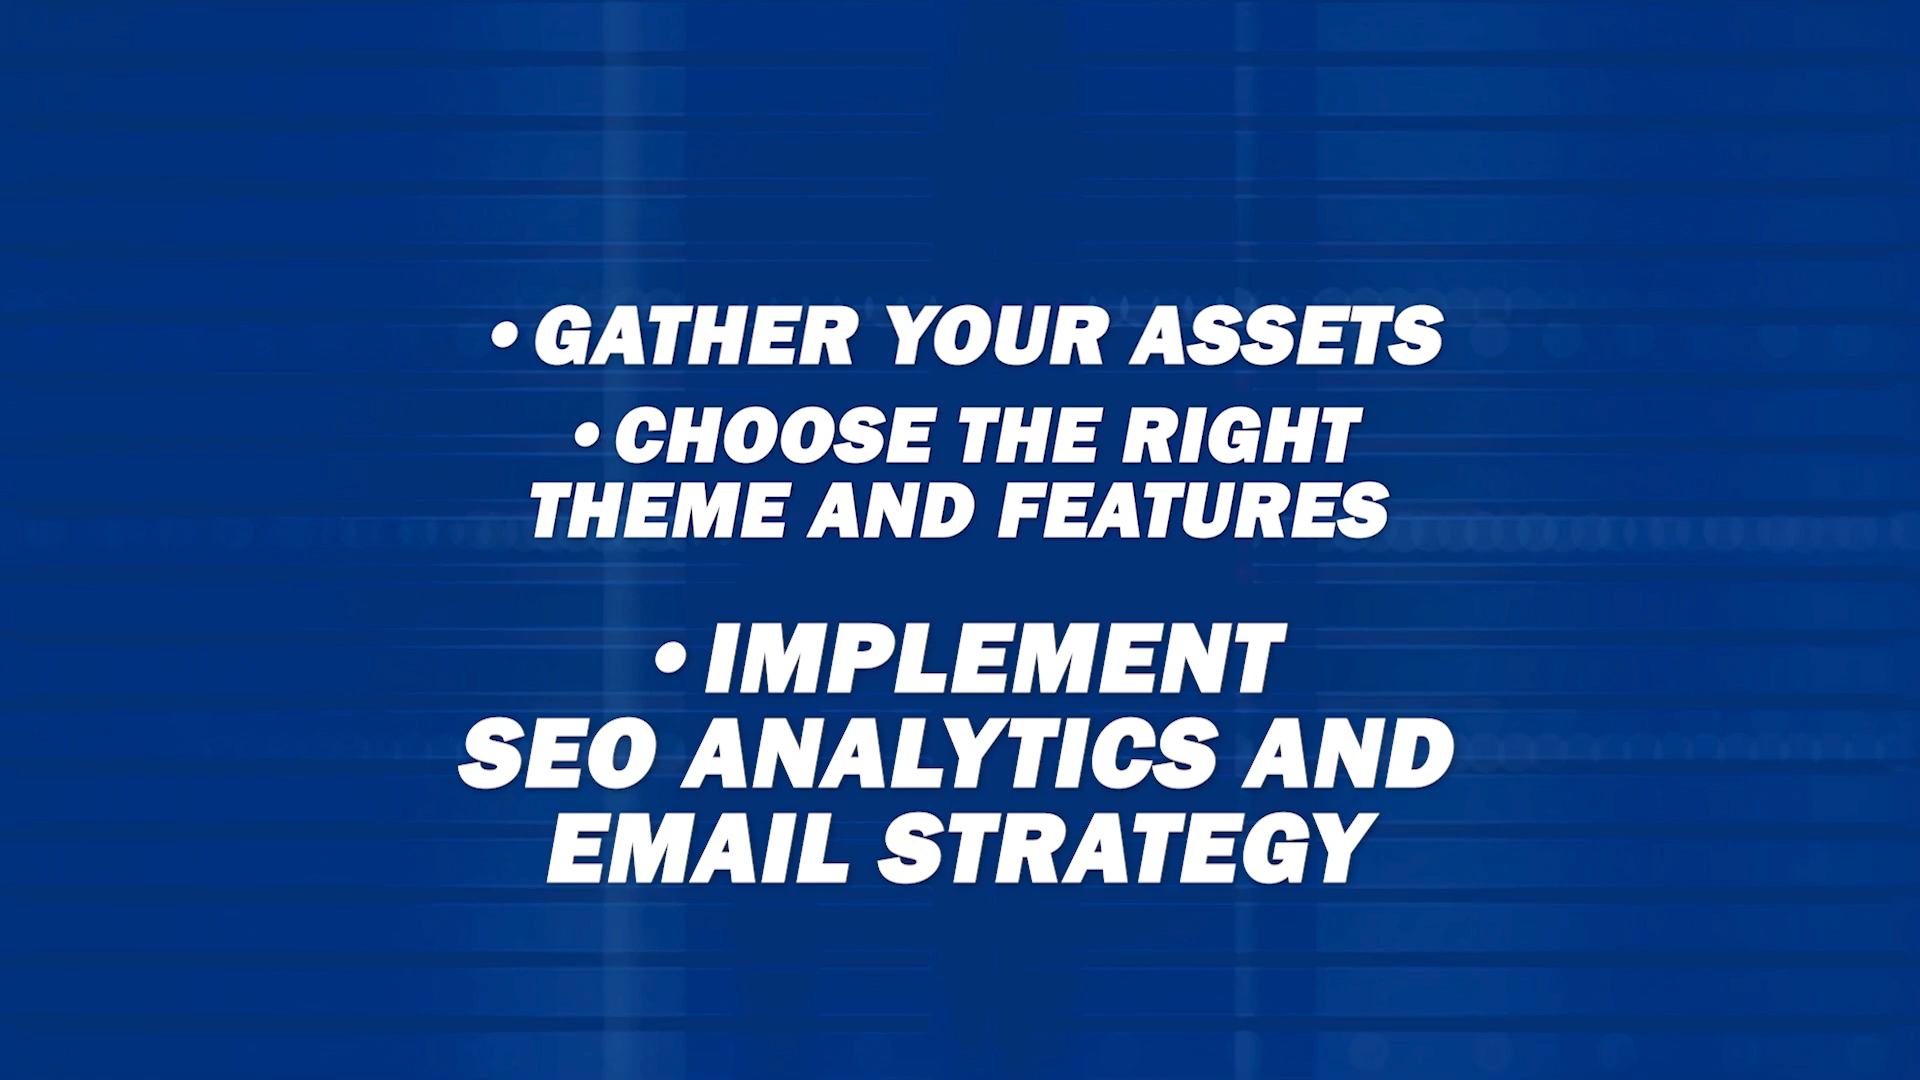 • GATHER YOUR ASSETS
• CHOOSE THE RIGHT
THEME AND FEATURES
• IMPLEMENT
SEO ANALYTICS AND
EMAIL STRATEGY